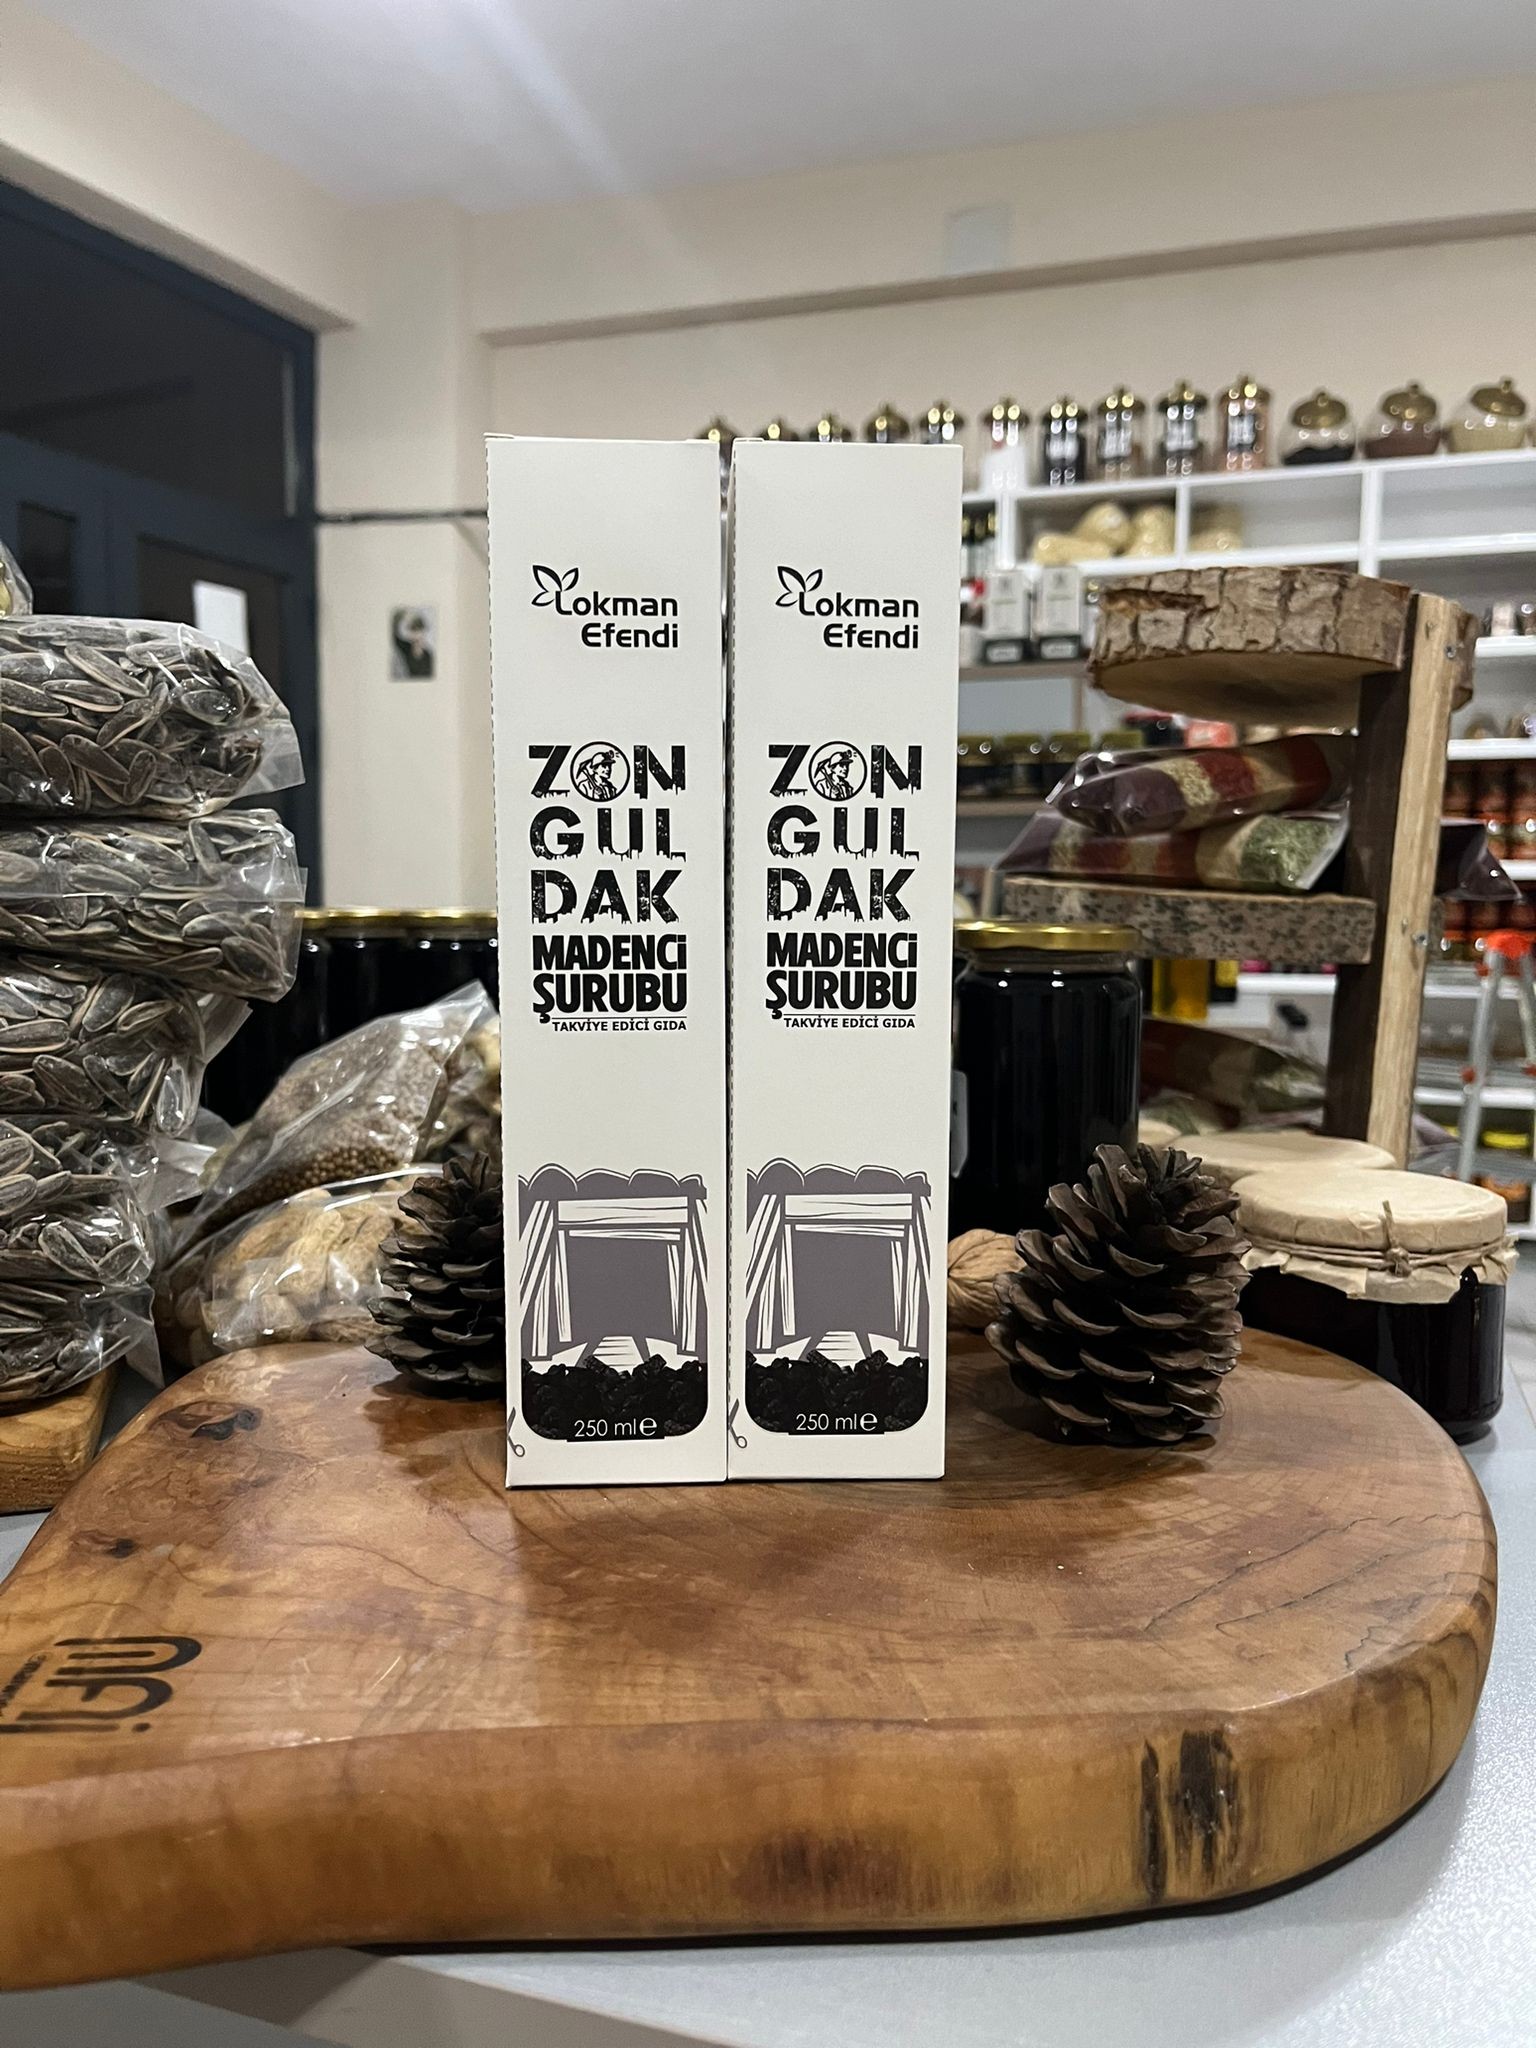 Lokman
Efendi
ZON
GUL
DAK
MADENCİ
ŞURUBU
TAKVİYE EDİCİ GIDA
250 ml e
Lokman
Efendi
ZON
GUL
DAK
MADENCİ
ŞURUBU
TAKVİYE EDİCİ GIDA
250 ml e